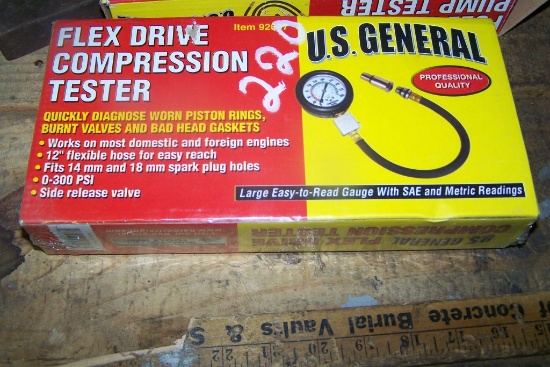 PUMP TESTER
FLEX DRIVE
COMPRESSION
TESTER
Item 92
220
U.S. GENERAL
PROFESSIONAL
QUALITY
QUICKLY DIAGNOSE WORN PISTON RINGS,
BURNT VALVES AND BAD HEAD GASKETS
• Works on most domestic and foreign engines
• 12" flexible hose for easy reach
• Fits 14 mm and 18 mm spark plug holes
• 0-300 PSI
• Side release valve
Large Easy-to-Read Gauge With SAE and Metric Readings
U.S. GENERAL FLEX DRIVE
COMPRESSION TESTER
of Concrete Burial Vaults & S